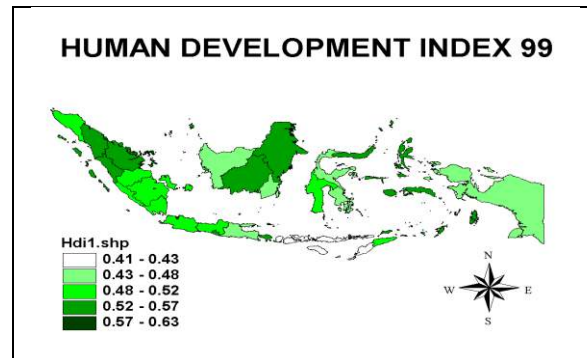 HUMAN DEVELOPMENT INDEX 99
Hdi1.shp
0.41 - 0.43
0.43 - 0.48
0.48 - 0.52
0.52 - 0.57
0.57 - 0.63
N
W E
S